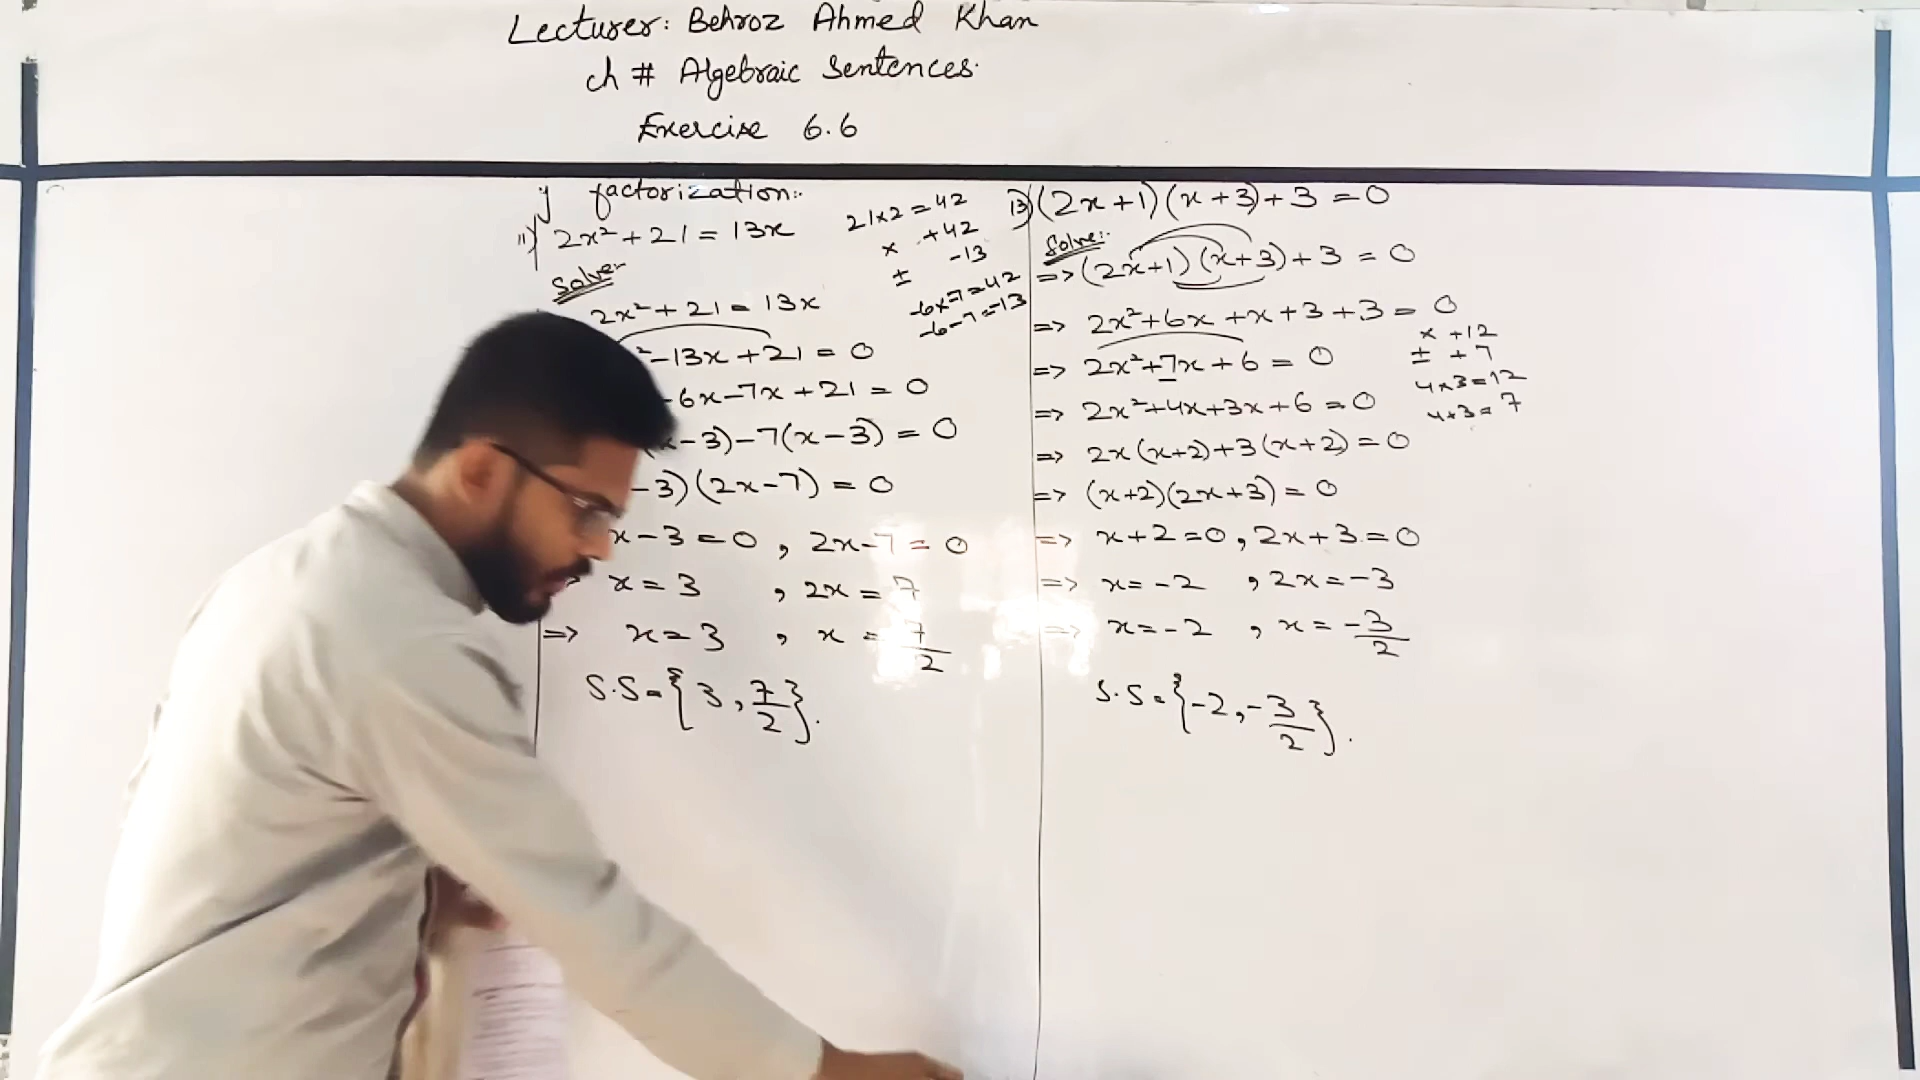 Lecturer: Behroz Ahmed Khan
ch # Algebraic Sentences.
Exercise 6.6
y factorization:-
11) 2x² + 21 = 13x
Solve:-
2x² + 21 = 13x
²-13x+21 = 0
6x-7x+21 = 0
x-3)-7(x-3) = 0
-3)(2x-7) = 0
x-3=0 , 2x-7=0
x=3 , 2x=7
=> x=3 , x=7/2
S.S={3, 7/2}.
21x2=42
x +42
± -13
-6x-7=42
-6-7=-13
13) (2x+1)(x+3)+3=0
Solve:-
=> (2x+1)(x+3)+3 = 0
=> 2x²+6x+x+3+3=0
=> 2x²+7x+6=0
=> 2x²+4x+3x+6=0
=> 2x(x+2)+3(x+2)=0
=> (x+2)(2x+3)=0
=> x+2=0, 2x+3=0
=> x=-2 , 2x=-3
=> x=-2 , x=-3/2
S.S={-2,-3/2}.
x +12
± +7
4x3=12
4+3=7